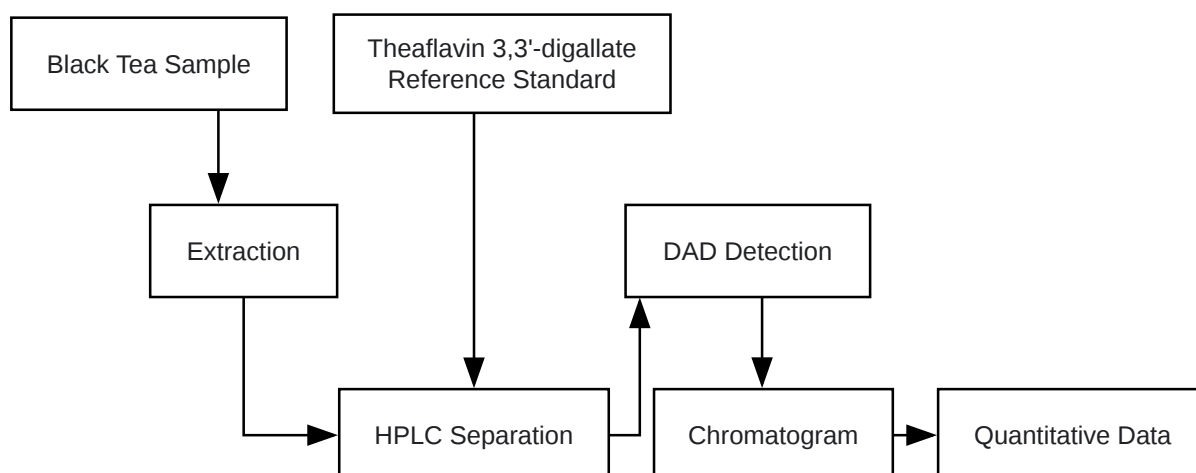 Black Tea Sample
Theaflavin 3,3'-digallate
Reference Standard
Extraction
DAD Detection
HPLC Separation
Chromatogram
Quantitative Data